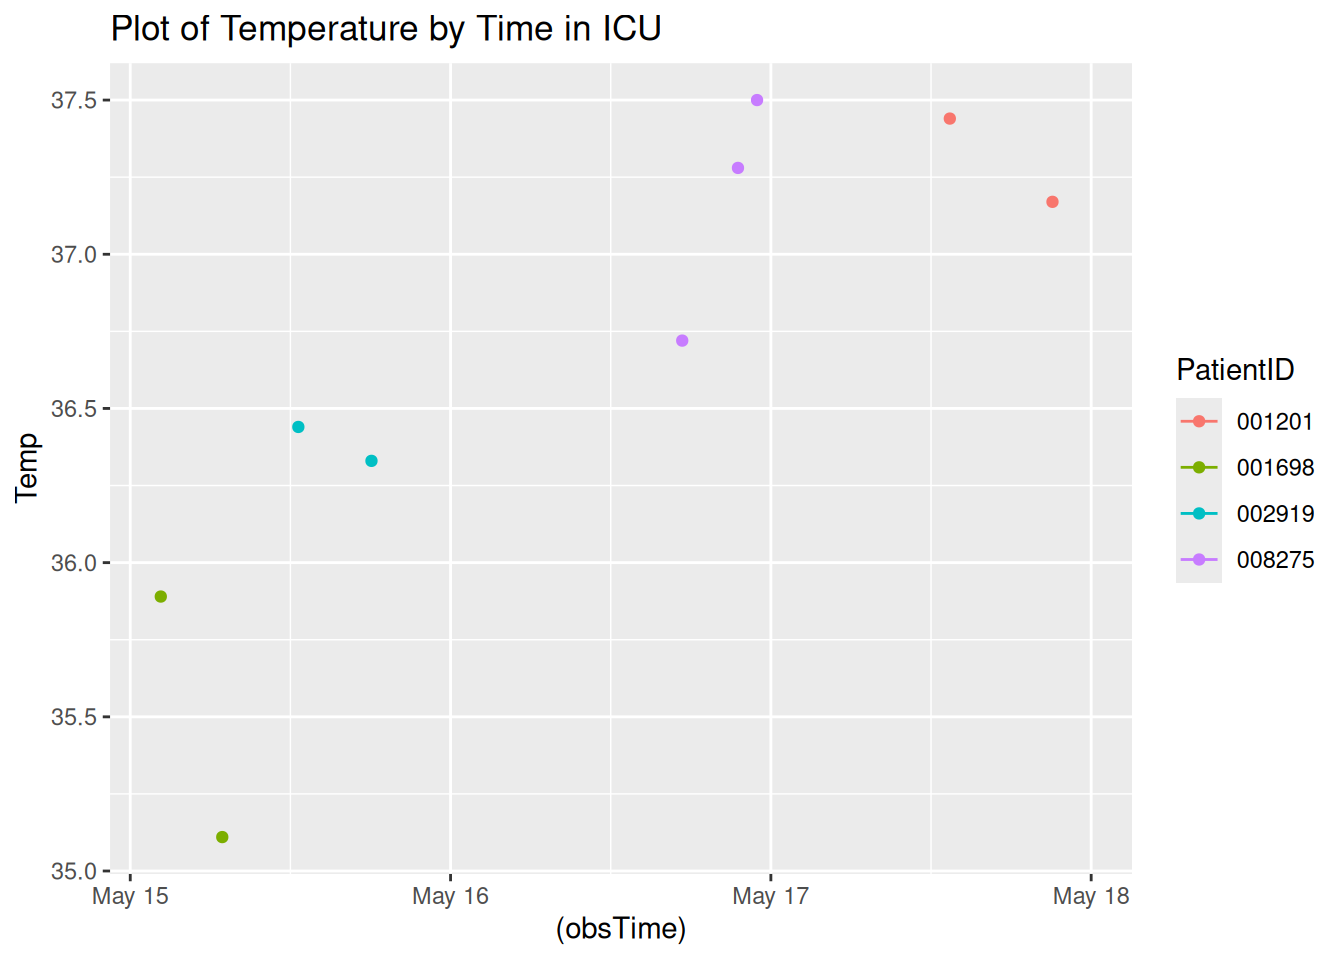 Plot of Temperature by Time in ICU
37.5
37.0
36.5
36.0
35.5
35.0
Temp
May 15 May 16 May 17 May 18
(obsTime)
PatientID
001201
001698
002919
008275